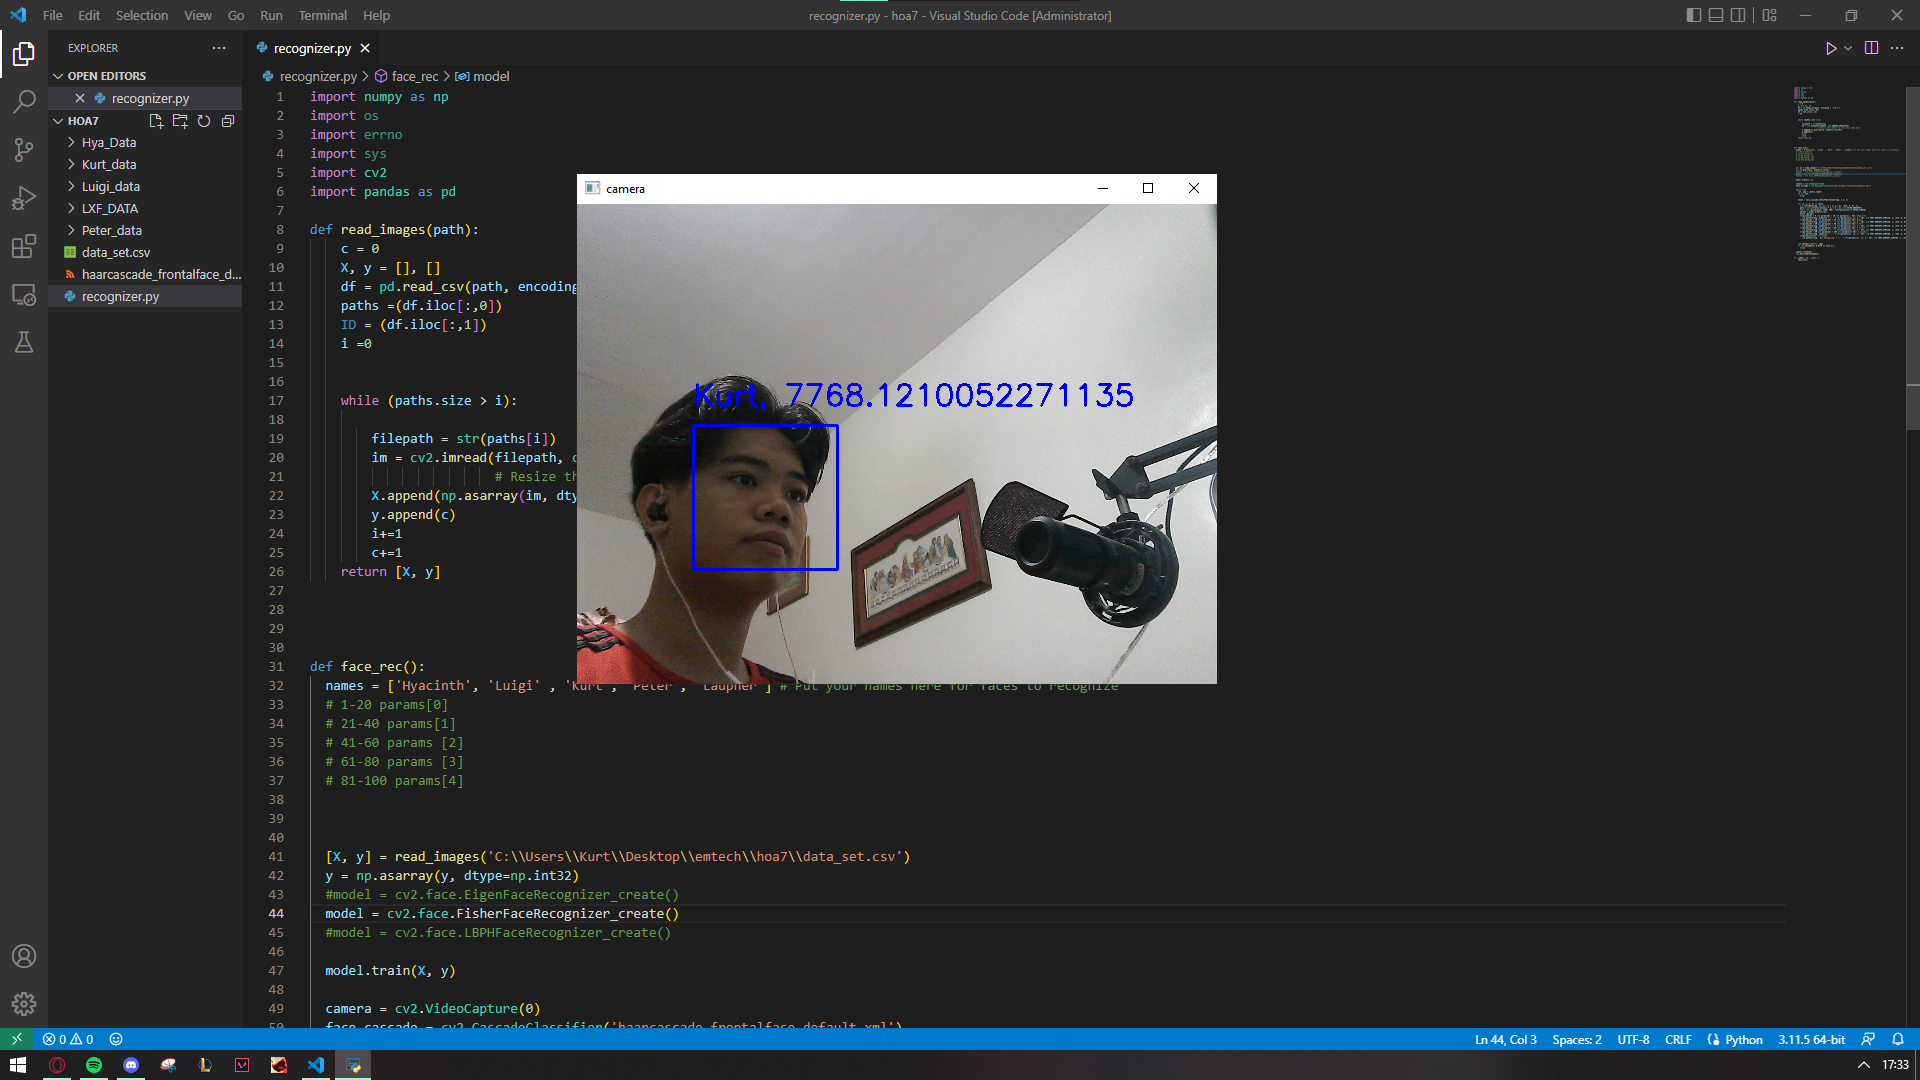 File Edit Selection View Go Run Terminal Help
recognizer.py - hoa7 - Visual Studio Code [Administrator]
EXPLORER
OPEN EDITORS
recognizer.py
HOA7
Hya_Data
Kurt_data
Luigi_data
LXF_DATA
Peter_data
data_set.csv
haarcascade_frontalface_d...
recognizer.py
recognizer.py
recognizer.py > face_rec > model
1 import numpy as np
2 import os
3 import errno
4 import sys
5 import cv2
6 import pandas as pd
7
8 def read_images(path):
9 c = 0
10 X, y = [], []
11 df = pd.read_csv(path, encoding
12 paths =(df.iloc[:,0])
13 ID = (df.iloc[:,1])
14 i =0
15
16
17 while (paths.size > i):
18
19 filepath = str(paths[i])
20 im = cv2.imread(filepath,
21 # Resize th
22 X.append(np.asarray(im, dty
23 y.append(c)
24 i+=1
25 c+=1
26 return [X, y]
27
28
29
30
31 def face_rec():
32 names = ['Hyacinth', 'Luigi' , 'Kurt', 'Peter', 'Laupher'] # Put your names here for faces to recognize
33 # 1-20 params[0]
34 # 21-40 params[1]
35 # 41-60 params [2]
36 # 61-80 params [3]
37 # 81-100 params[4]
38
39
40
41 [X, y] = read_images('C:\\Users\\Kurt\\Desktop\\emtech\\hoa7\\data_set.csv')
42 y = np.asarray(y, dtype=np.int32)
43 #model = cv2.face.EigenFaceRecognizer_create()
44 model = cv2.face.FisherFaceRecognizer_create()
45 #model = cv2.face.LBPHFaceRecognizer_create()
46
47 model.train(X, y)
48
49 camera = cv2.VideoCapture(0)
50 face_cascade = cv2.CascadeClassifier('haarcascade_frontalface_default.xml')
camera
Kurt, 7768.1210052271135
0 0
Ln 44, Col 3 Spaces: 2 UTF-8 CRLF Python 3.11.5 64-bit
17:33